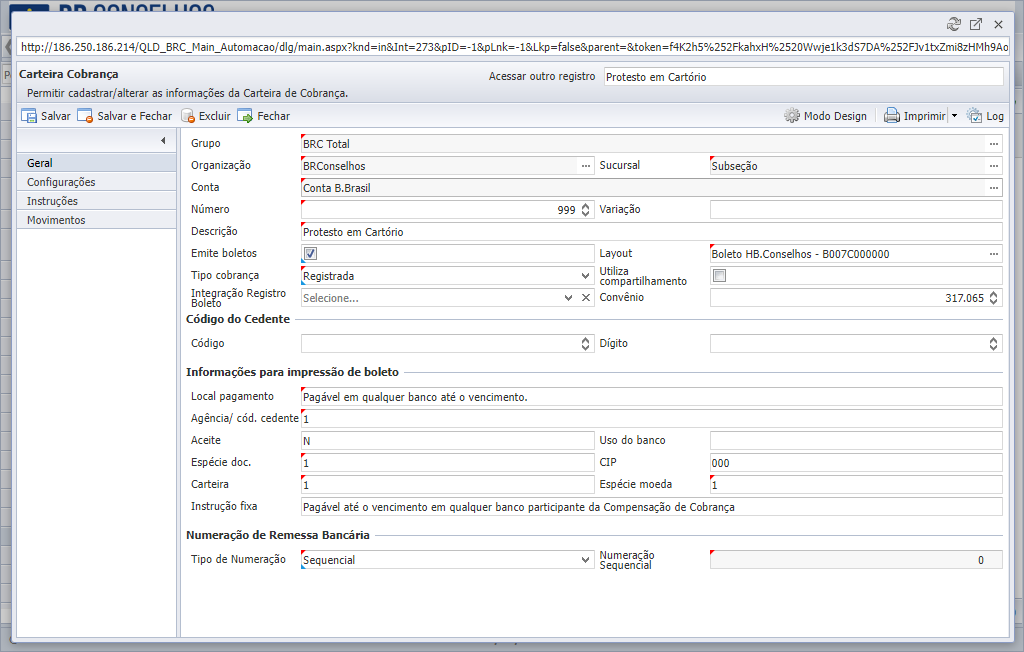 BR CONSELHOS
http://186.250.186.214/QLD_BRC_Main_Automacao/dlg/main.aspx?knd=in&Int=273&pID=-1&pLnk=-1&Lkp=false&parent=&token=f4K2h5%252FkahxH%2520Wwje1k3dS7DA%252FJv1txZmi8zHMh9Ao
Carteira Cobrança Acessar outro registro Protesto em Cartório
Permitir cadastrar/alterar as informações da Carteira de Cobrança.
Salvar Salvar e Fechar Excluir Fechar Modo Design Imprimir Log
Geral
Configurações
Instruções
Movimentos
Grupo BRC Total ...
Organização BRConselhos ... Sucursal Subseção ...
Conta Conta B.Brasil ...
Número 999 Variação
Descrição Protesto em Cartório
Emite boletos Layout Boleto HB.Conselhos - B007C000000 ...
Tipo cobrança Registrada Utiliza compartilhamento
Integração Registro Boleto Selecione... Convênio 317.065
Código do Cedente
Código Dígito
Informações para impressão de boleto
Local pagamento Pagável em qualquer banco até o vencimento.
Agência/ cód. cedente 1
Aceite N Uso do banco
Espécie doc. 1 CIP 000
Carteira 1 Espécie moeda 1
Instrução fixa Pagável até o vencimento em qualquer banco participante da Compensação de Cobrança
Numeração de Remessa Bancária
Tipo de Numeração Sequencial Numeração Sequencial 0